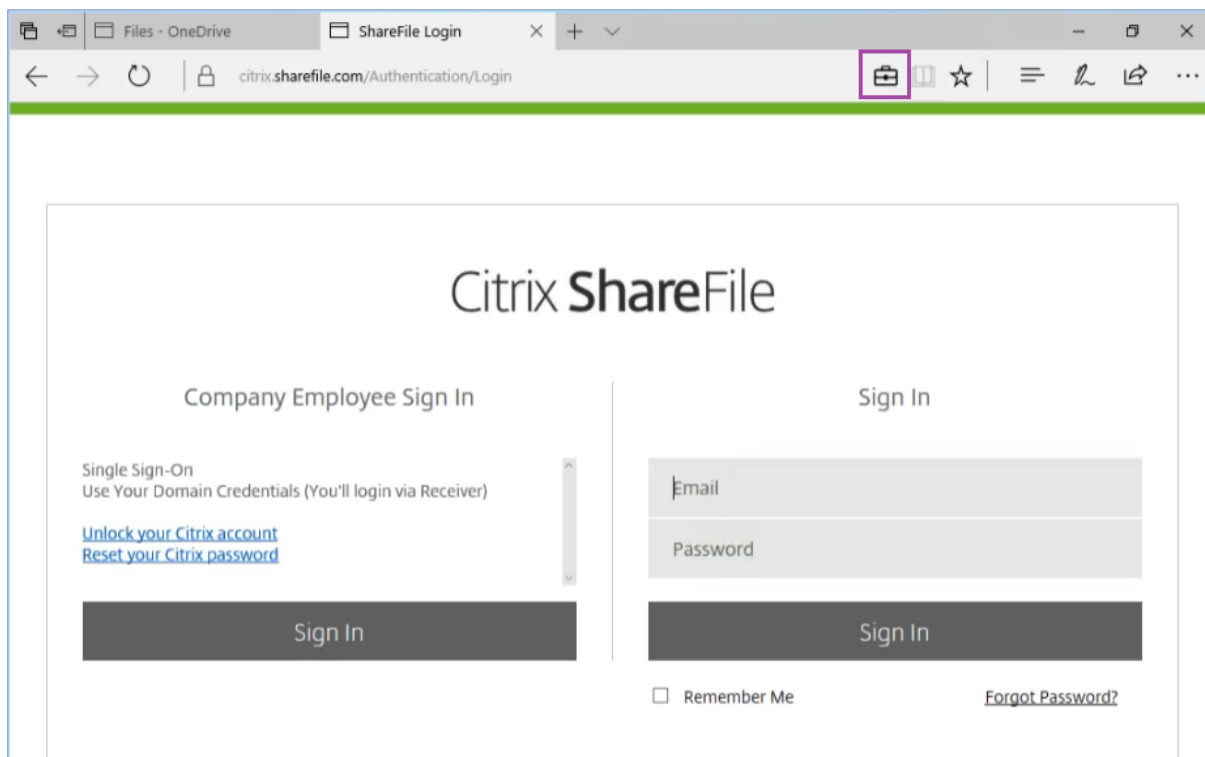 Files - OneDrive
ShareFile Login
citrix.sharefile.com/Authentication/Login
Citrix ShareFile
Company Employee Sign In
Single Sign-On
Use Your Domain Credentials (You'll login via Receiver)
Unlock your Citrix account
Reset your Citrix password
Sign In
Sign In
Email
Password
Sign In
Remember Me
Forgot Password?